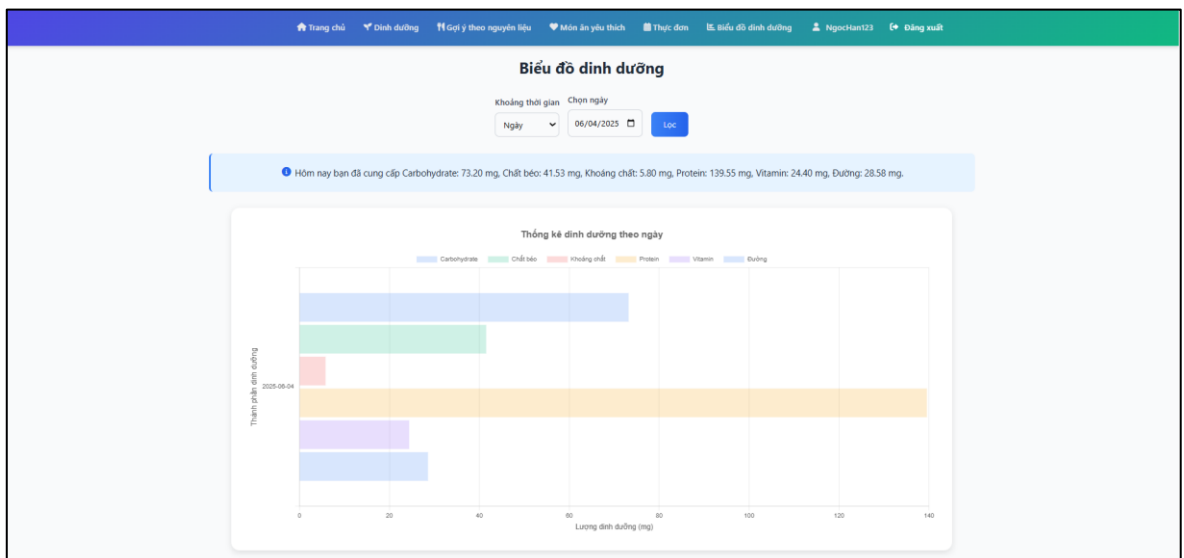 Trang chủ Dinh dưỡng Gợi ý theo nguyên liệu Món ăn yêu thích Thực đơn Biểu đồ dinh dưỡng NgocHan123 Đăng xuất
Biểu đồ dinh dưỡng
Khoảng thời gian Chọn ngày
Ngày 06/04/2025 Lọc
Hôm nay bạn đã cung cấp Carbohydrate: 73.20 mg, Chất béo: 41.53 mg, Khoáng chất: 5.80 mg, Protein: 139.55 mg, Vitamin: 24.40 mg, Đường: 28.58 mg.
Thống kê dinh dưỡng theo ngày
Carbohydrate Chất béo Khoáng chất Protein Vitamin Đường
Thành phần dinh dưỡng
2025-06-04
0 20 40 60 80 100 120 140
Lượng dinh dưỡng (mg)